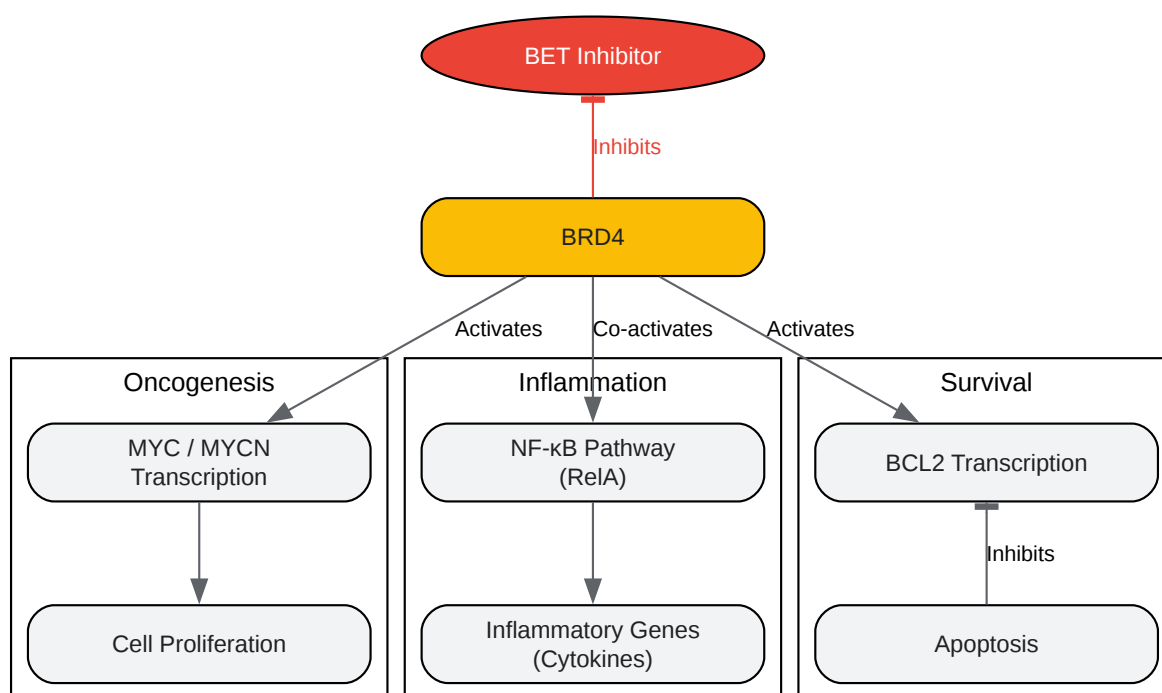 BET Inhibitor
Inhibits
BRD4
Activates
Co-activates
Activates
Oncogenesis
Inflammation
Survival
MYC / MYCN
Transcription
NF-κB Pathway
(RelA)
BCL2 Transcription
Inhibits
Cell Proliferation
Inflammatory Genes
(Cytokines)
Apoptosis